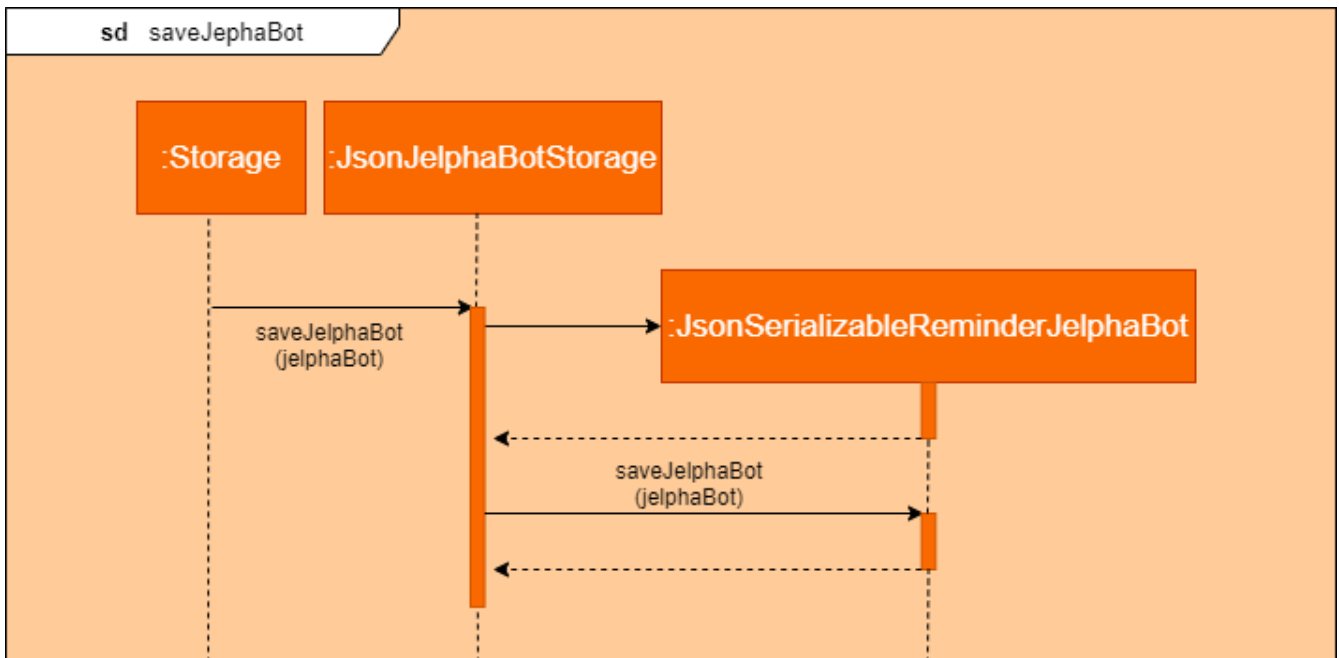 sd saveJephaBot
:Storage
:JsonJelphaBotStorage
:JsonSerializableReminderJelphaBot
saveJelphaBot
(jelphaBot)
saveJelphaBot
(jelphaBot)